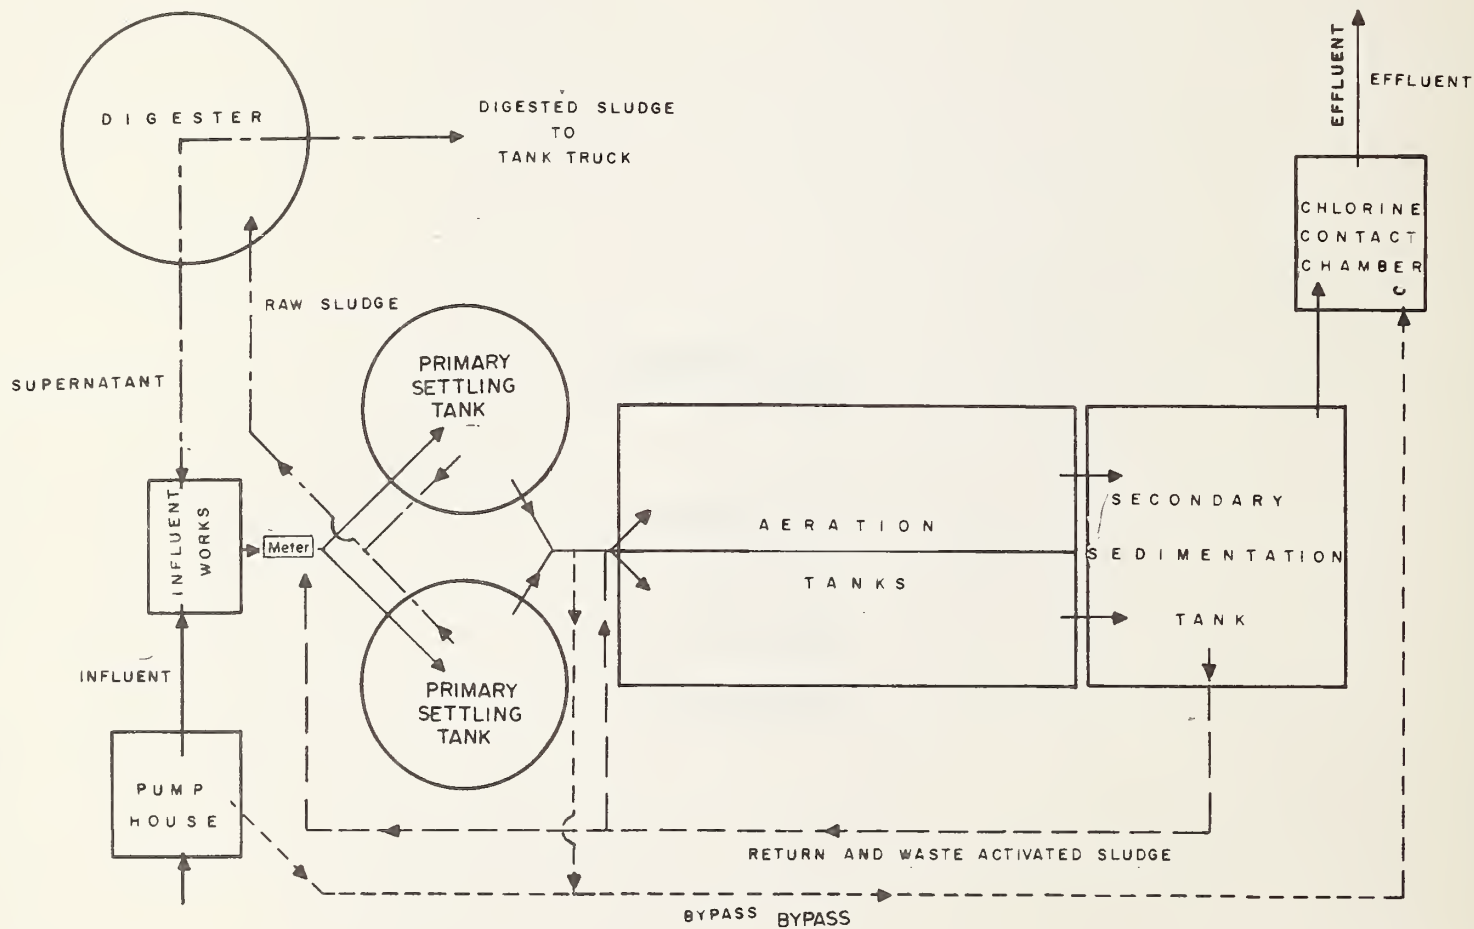 DIGESTER
DIGESTED SLUDGE
TO
TANK TRUCK
EFFLUENT
EFFLUENT
CHLORINE
CONTACT
CHAMBER
RAW SLUDGE
SUPERNATANT
PRIMARY
SETTLING
TANK
INFLUENT
WORKS
Meter
AERATION
TANKS
SECONDARY
SEDIMENTATION
TANK
INFLUENT
PRIMARY
SETTLING
TANK
PUMP
HOUSE
RETURN AND WASTE ACTIVATED SLUDGE
BYPASS BYPASS